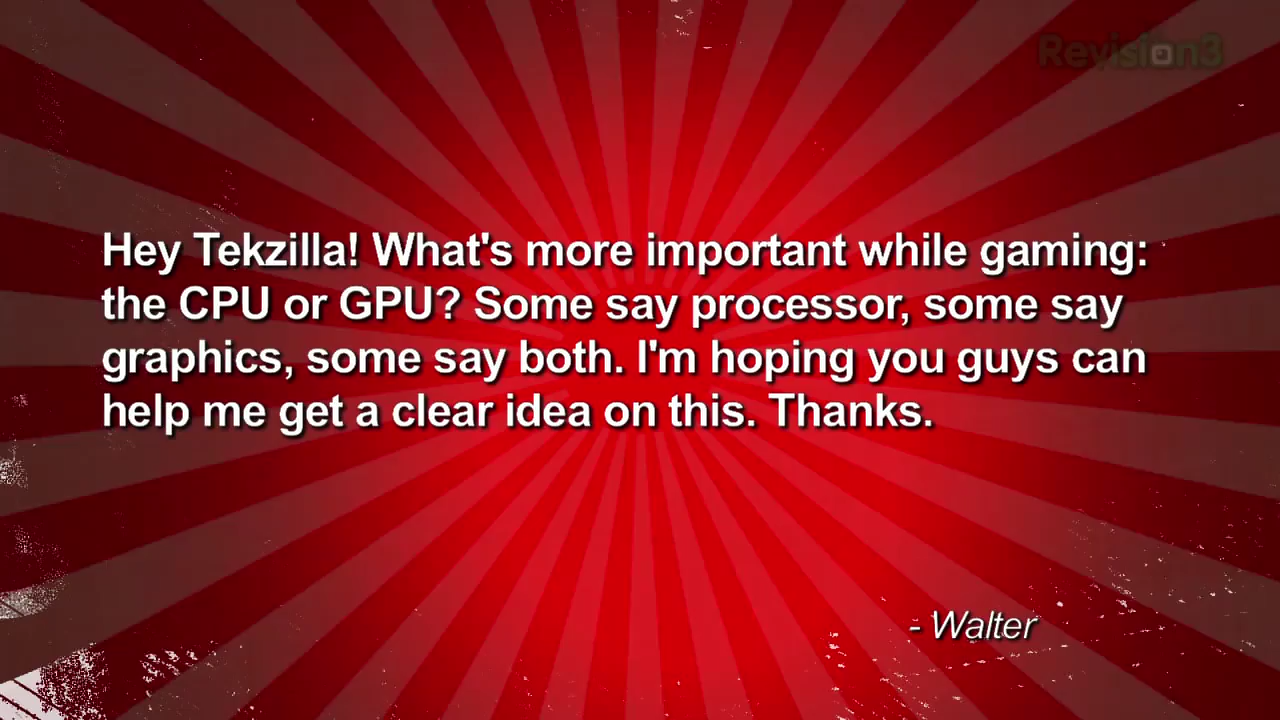 Revision3
Hey Tekzilla! What's more important while gaming:
the CPU or GPU? Some say processor, some say
graphics, some say both. I'm hoping you guys can
help me get a clear idea on this. Thanks.
- Walter